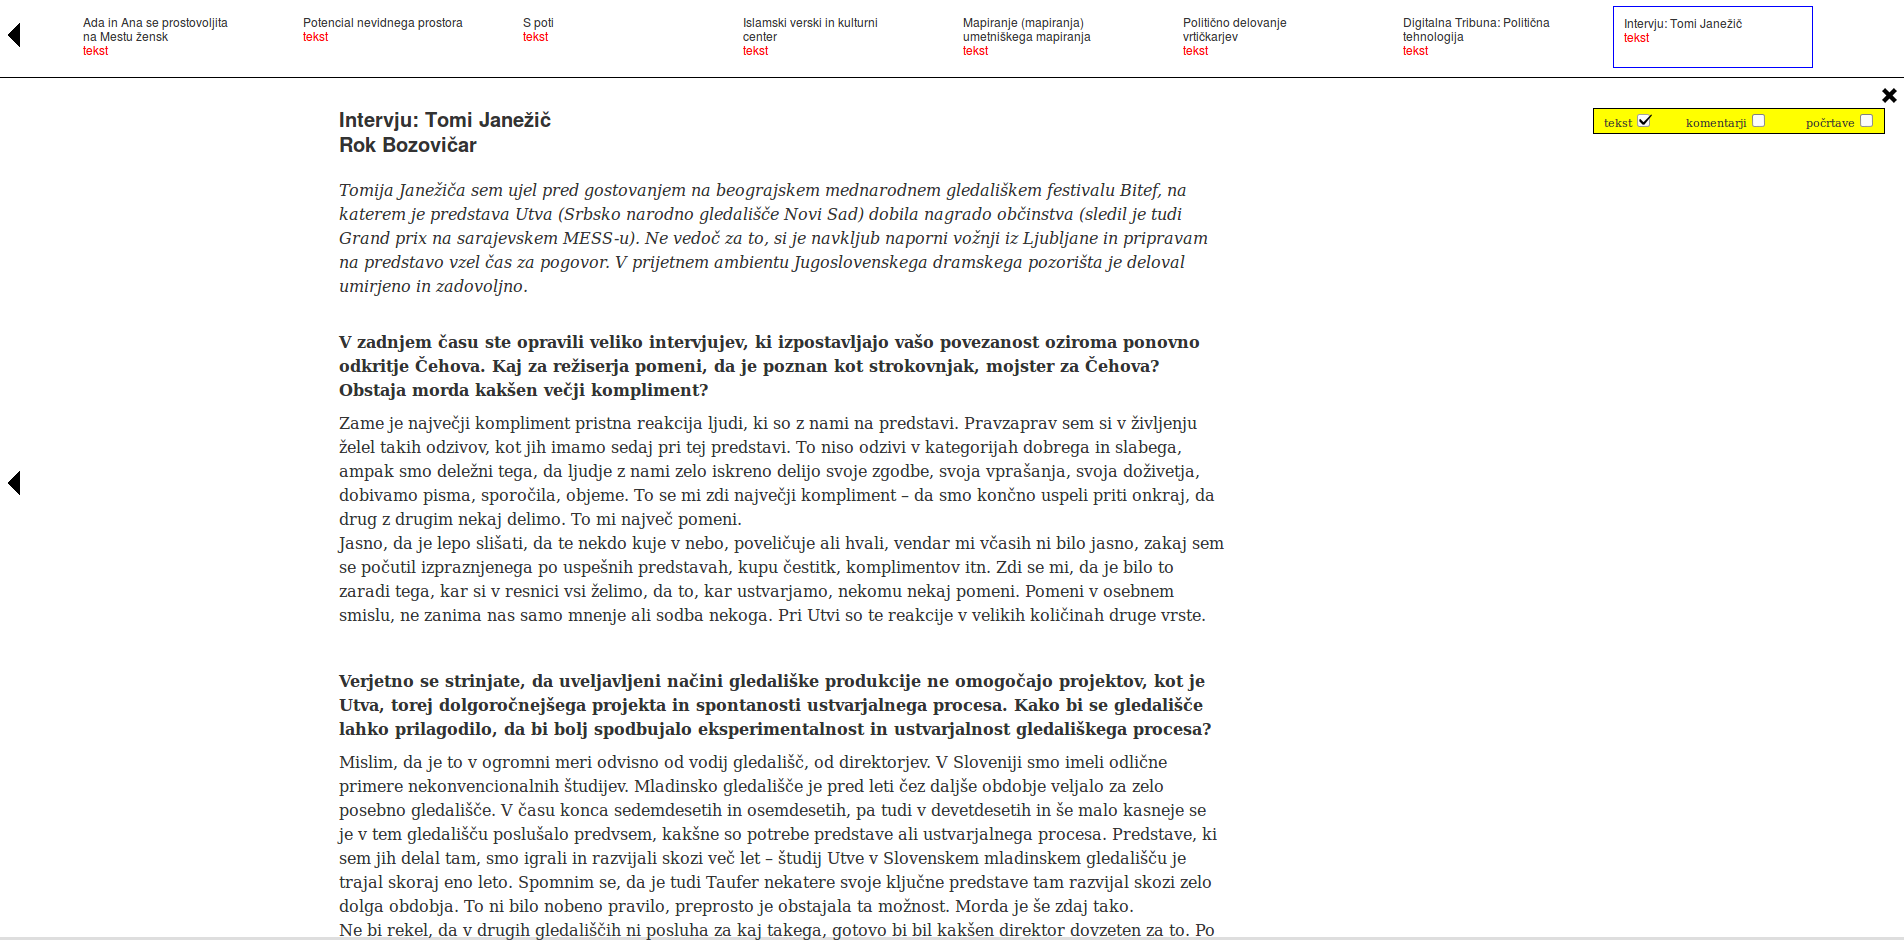 Ada in Ana se prostovoljita
na Mestu žensk
tekst
Potencial nevidnega prostora
tekst
S poti
tekst
Islamski verski in kulturni
center
tekst
Mapiranje (mapiranja)
umetniškega mapiranja
tekst
Politično delovanje
vrtičkarjev
tekst
Digitalna Tribuna: Politična
tehnologija
tekst
Intervju: Tomi Janežič
tekst
tekst komentarji počrtave
Intervju: Tomi Janežič
Rok Bozovičar
Tomija Janežiča sem ujel pred gostovanjem na beograjskem mednarodnem gledališkem festivalu Bitef, na
katerem je predstava Utva (Srbsko narodno gledališče Novi Sad) dobila nagrado občinstva (sledil je tudi
Grand prix na sarajevskem MESS-u). Ne vedoč za to, si je navkljub naporni vožnji iz Ljubljane in pripravam
na predstavo vzel čas za pogovor. V prijetnem ambientu Jugoslovenskega dramskega pozorišta je deloval
umirjeno in zadovoljno.
V zadnjem času ste opravili veliko intervjujev, ki izpostavljajo vašo povezanost oziroma ponovno
odkritje Čehova. Kaj za režiserja pomeni, da je poznan kot strokovnjak, mojster za Čehova?
Obstaja morda kakšen večji kompliment?
Zame je največji kompliment pristna reakcija ljudi, ki so z nami na predstavi. Pravzaprav sem si v življenju
želel takih odzivov, kot jih imamo sedaj pri tej predstavi. To niso odzivi v kategorijah dobrega in slabega,
ampak smo deležni tega, da ljudje z nami zelo iskreno delijo svoje zgodbe, svoja vprašanja, svoja doživetja,
dobivamo pisma, sporočila, objeme. To se mi zdi največji kompliment – da smo končno uspeli priti onkraj, da
drug z drugim nekaj delimo. To mi največ pomeni.
Jasno, da je lepo slišati, da te nekdo kuje v nebo, poveličuje ali hvali, vendar mi včasih ni bilo jasno, zakaj sem
se počutil izpraznjenega po uspešnih predstavah, kupu čestitk, komplimentov itn. Zdi se mi, da je bilo to
zaradi tega, kar si v resnici vsi želimo, da to, kar ustvarjamo, nekomu nekaj pomeni. Pomeni v osebnem
smislu, ne zanima nas samo mnenje ali sodba nekoga. Pri Utvi so te reakcije v velikih količinah druge vrste.
Verjetno se strinjate, da uveljavljeni načini gledališke produkcije ne omogočajo projektov, kot je
Utva, torej dolgoročnejšega projekta in spontanosti ustvarjalnega procesa. Kako bi se gledališče
lahko prilagodilo, da bi bolj spodbujalo eksperimentalnost in ustvarjalnost gledališkega procesa?
Mislim, da je to v ogromni meri odvisno od vodij gledališč, od direktorjev. V Sloveniji smo imeli odlične
primere nekonvencionalnih študijev. Mladinsko gledališče je pred leti čez daljše obdobje veljalo za zelo
posebno gledališče. V času konca sedemdesetih in osemdesetih, pa tudi v devetdesetih in še malo kasneje se
je v tem gledališču poslušalo predvsem, kakšne so potrebe predstave ali ustvarjalnega procesa. Predstave, ki
sem jih delal tam, smo igrali in razvijali skozi več let – študij Utve v Slovenskem mladinskem gledališču je
trajal skoraj eno leto. Spomnim se, da je tudi Taufer nekatere svoje ključne predstave tam razvijal skozi zelo
dolga obdobja. To ni bilo nobeno pravilo, preprosto je obstajala ta možnost. Morda je še zdaj tako.
Ne bi rekel, da v drugih gledališčih ni posluha za kaj takega, gotovo bi bil kakšen direktor dovzeten za to. Po